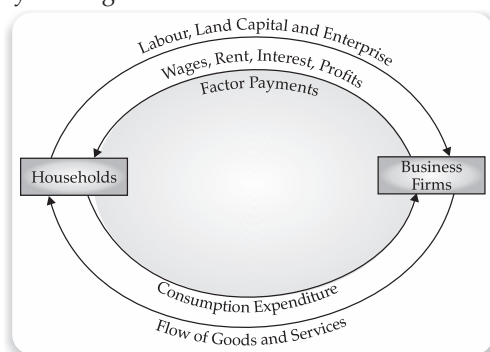 Labour, Land Capital and Enterprise
Wages, Rent, Interest, Profits
Factor Payments
Households
Business
Firms
Consumption Expenditure
Flow of Goods and Services